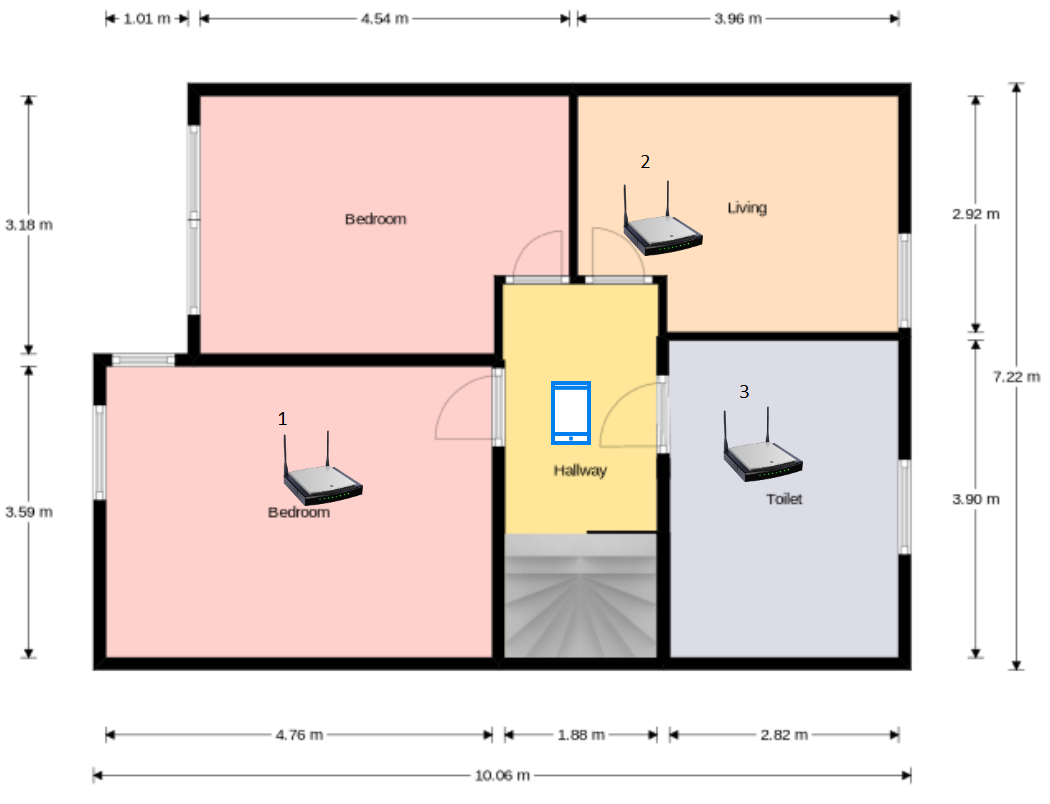 1.01 m 4.54 m 3.96 m
2
Living
Bedroom
3.18 m
2.92 m
7.22 m
3
1
Hallway
Toilet
Bedroom
3.59 m
3.90 m
4.76 m 1.88 m 2.82 m
10.06 m